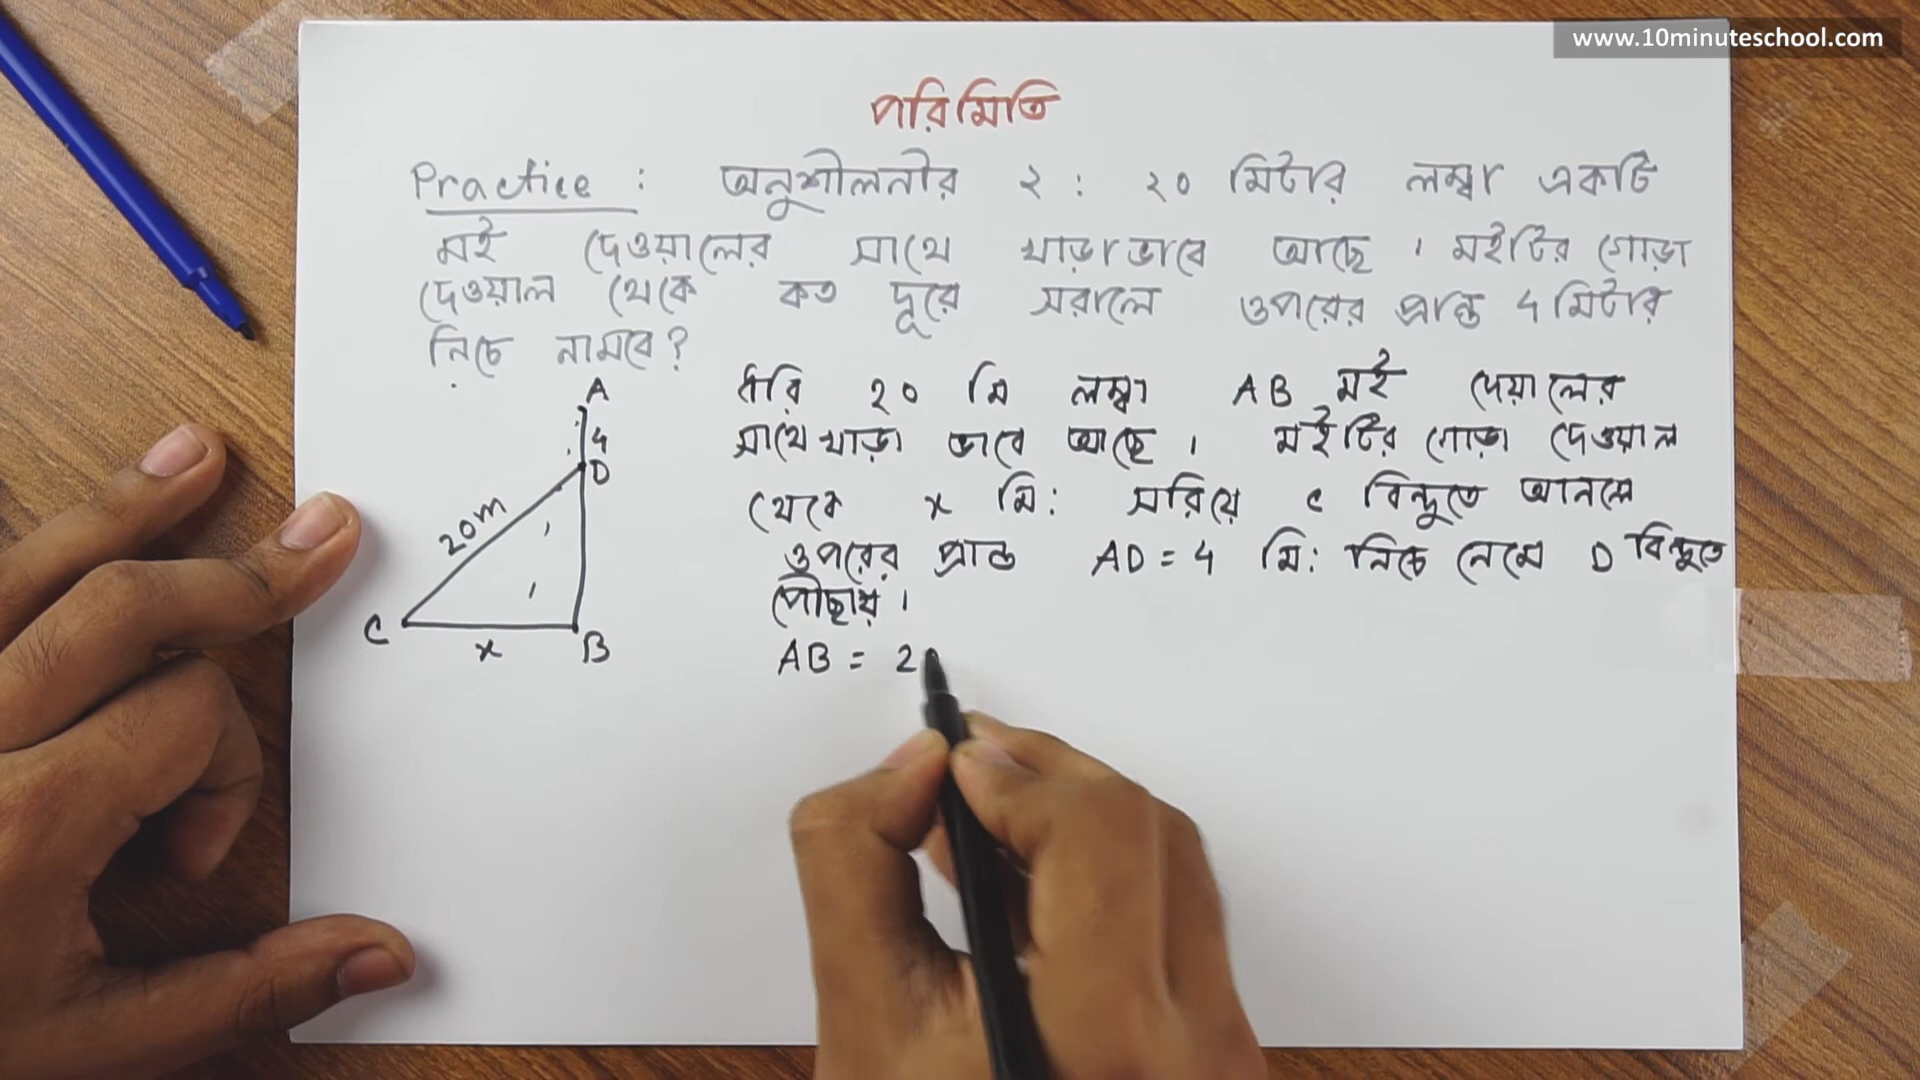 www.10minuteschool.com
পরিমিতি
Practice : অনুশীলনীর ২ : ২০ মিটার লম্বা একটি
মই দেওয়ালের সাথে খাড়াভাবে আছে । মইটির গোড়া
দেওয়াল থেকে কত দূরে সরালে ওপরের প্রান্ত 4 মিটার
নিচে নামবে ?
ধরি ২০ মি লম্বা AB মই দেয়ালের
সাথে খাড়া ভাবে আছে । মইটির গোড়া দেওয়াল
থেকে x মি: সরিয়ে C বিন্দুতে আনলে
ওপরের প্রান্ত AD = 4 মি: নিচে নেমে D বিন্দুতে
পৌছায় ।
AB = 2
A
4
D
20m
C
x
B